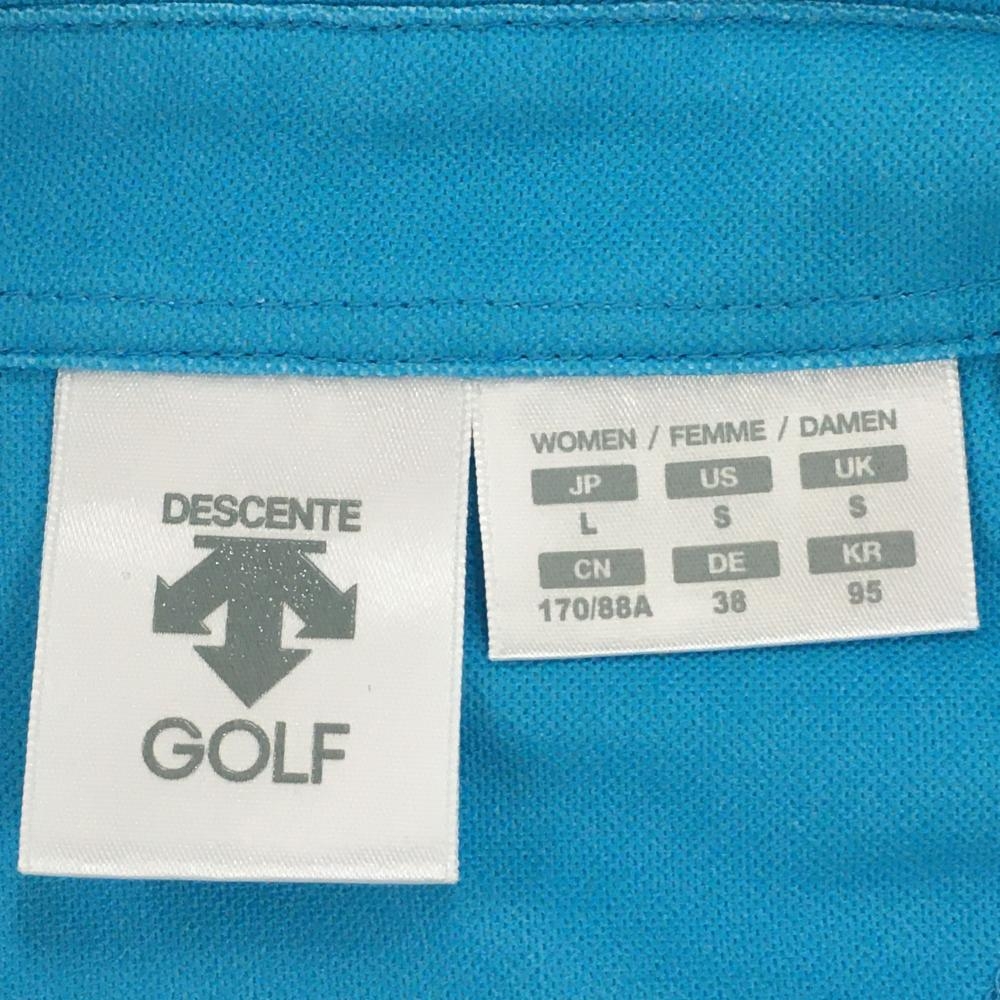 DESCENTE
GOLF
WOMEN / FEMME / DAMEN
JP US UK
L S S
CN DE KR
170/88A 38 95